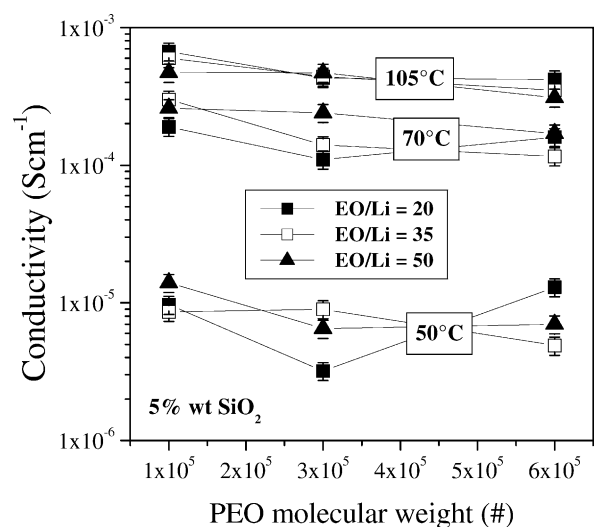 1x10⁻³
105°C
70°C
1x10⁻⁴
Conductivity (Scm⁻¹)
EO/Li = 20
EO/Li = 35
EO/Li = 50
1x10⁻⁵
50°C
5% wt SiO₂
1x10⁻⁶
1x10⁵ 2x10⁵ 3x10⁵ 4x10⁵ 5x10⁵ 6x10⁵
PEO molecular weight (#)